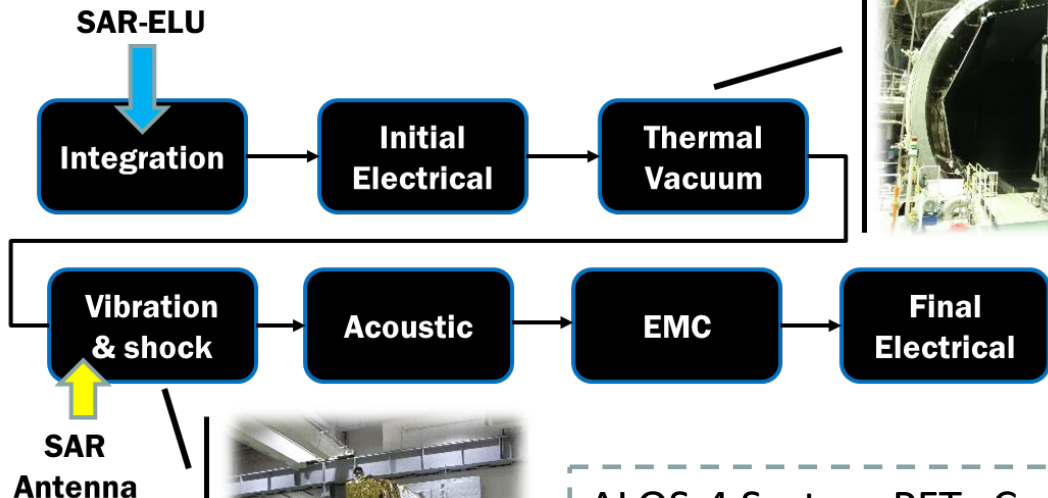 SAR-ELU
Integration
Initial
Electrical
Thermal
Vacuum
Vibration
& shock
Acoustic
EMC
Final
Electrical
SAR
Antenna